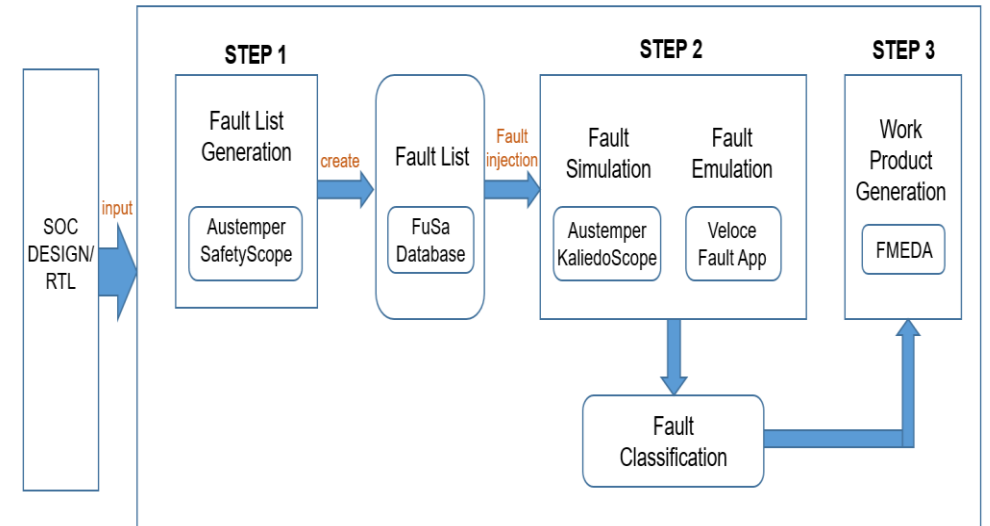 SOC
DESIGN/
RTL
input
STEP 1
Fault List
Generation
Austemper
SafetyScope
create
Fault List
FuSa
Database
Fault
injection
STEP 2
Fault
Simulation
Austemper
KaliedoScope
Fault
Emulation
Veloce
Fault App
Fault
Classification
STEP 3
Work
Product
Generation
FMEDA